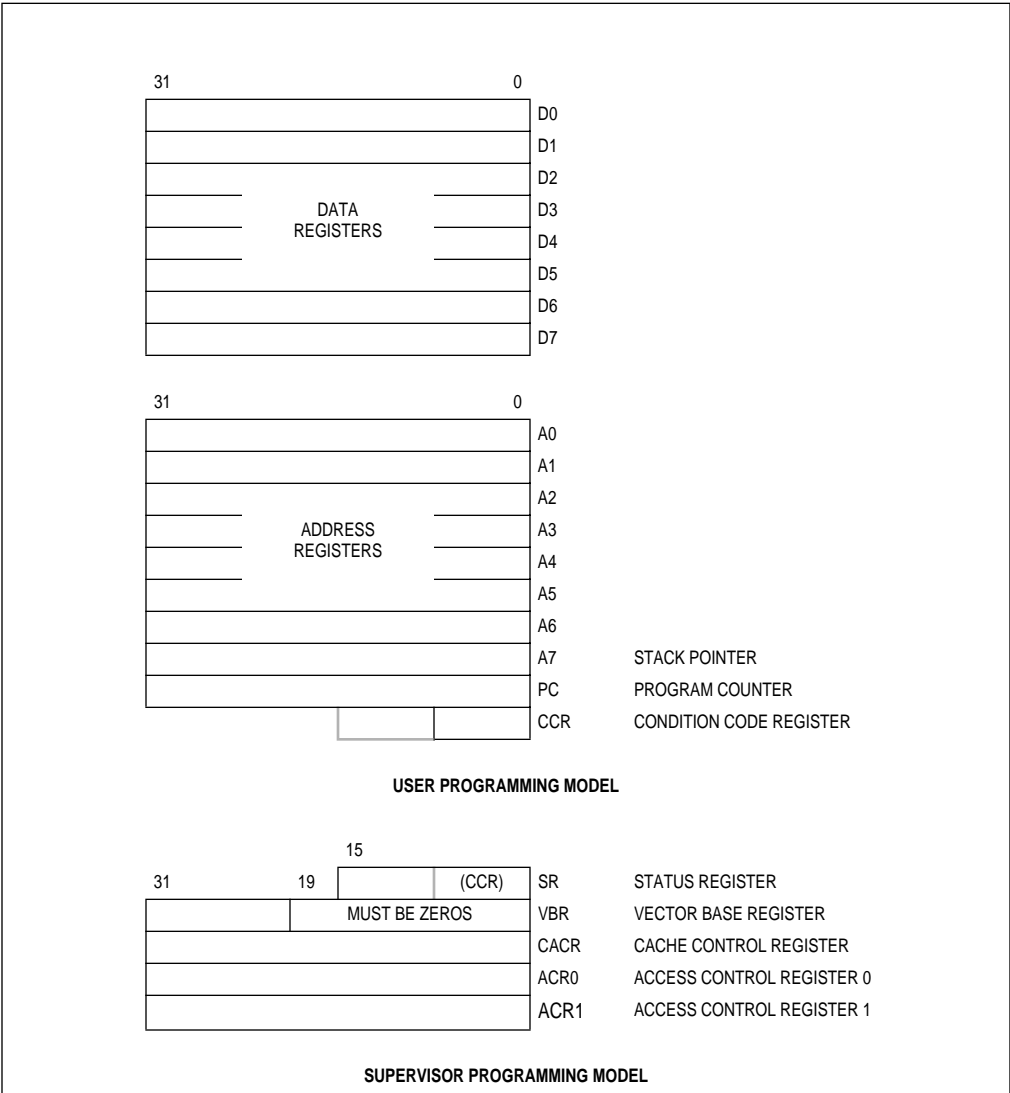 31 0
D0
D1
D2
DATA D3
REGISTERS
D4
D5
D6
D7
31 0
A0
A1
A2
ADDRESS A3
REGISTERS
A4
A5
A6
A7 STACK POINTER
PC PROGRAM COUNTER
CCR CONDITION CODE REGISTER
USER PROGRAMMING MODEL
15
31 19 (CCR) SR STATUS REGISTER
MUST BE ZEROS VBR VECTOR BASE REGISTER
CACR CACHE CONTROL REGISTER
ACR0 ACCESS CONTROL REGISTER 0
ACR1 ACCESS CONTROL REGISTER 1
SUPERVISOR PROGRAMMING MODEL